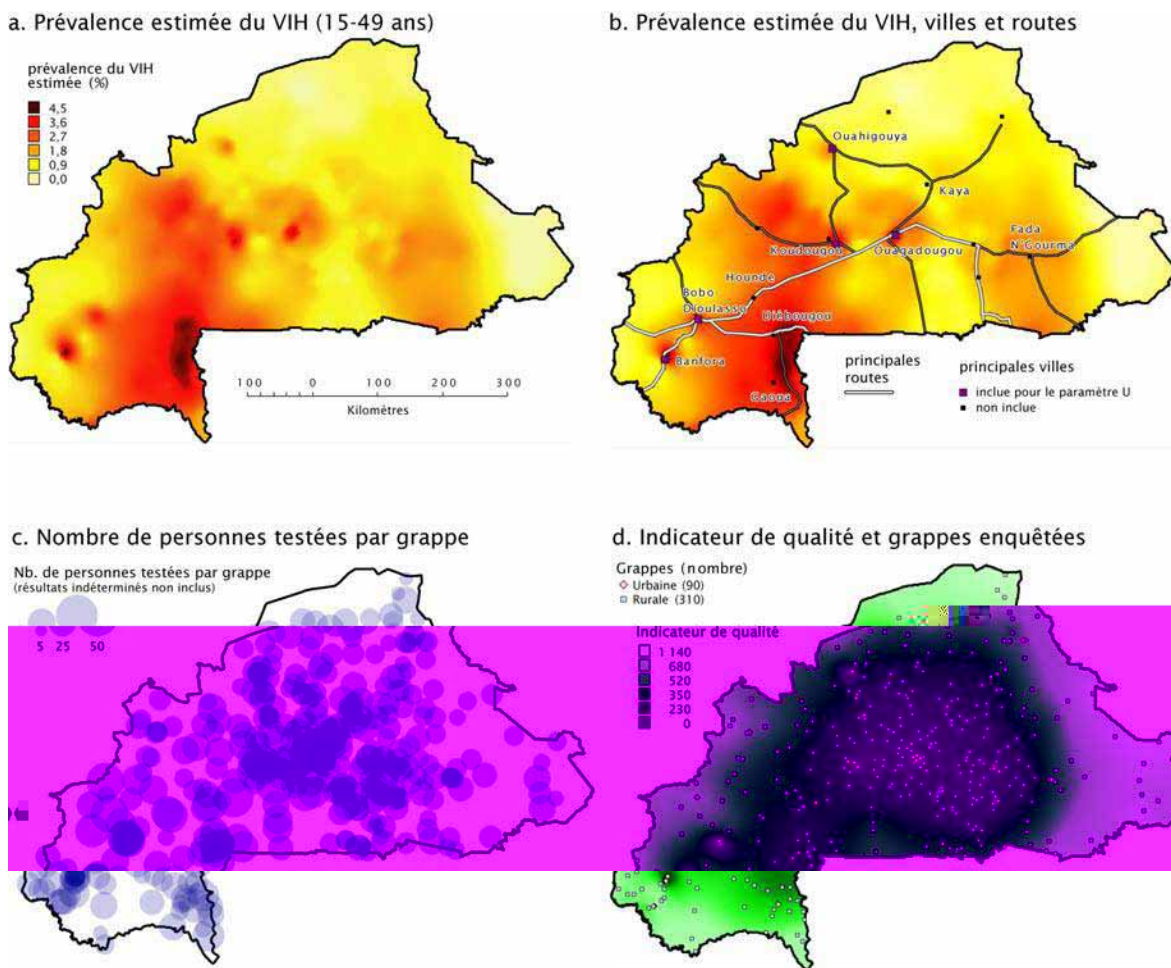 a. Prévalence estimée du VIH (15-49 ans)
prévalence du VIH
estimée (%)
4,5
3,6
2,7
1,8
0,9
0,0
100 0 100 200 300
Kilomètres
b. Prévalence estimée du VIH, villes et routes
Ouahigouya
Kaya
Koudougou
Ouagadougou
Fada
N'Gourma
Houndé
Bobo
Dioulasso
Diébougou
Banfora
Gaoua
principales
routes
principales villes
inclue pour le paramètre U
non inclue
c. Nombre de personnes testées par grappe
Nb. de personnes testées par grappe
(résultats indéterminés non inclus)
5 25 50
d. Indicateur de qualité et grappes enquêtées
Grappes (nombre)
Urbaine (90)
Rurale (310)
Indicateur de qualité
1 140
680
520
350
230
0